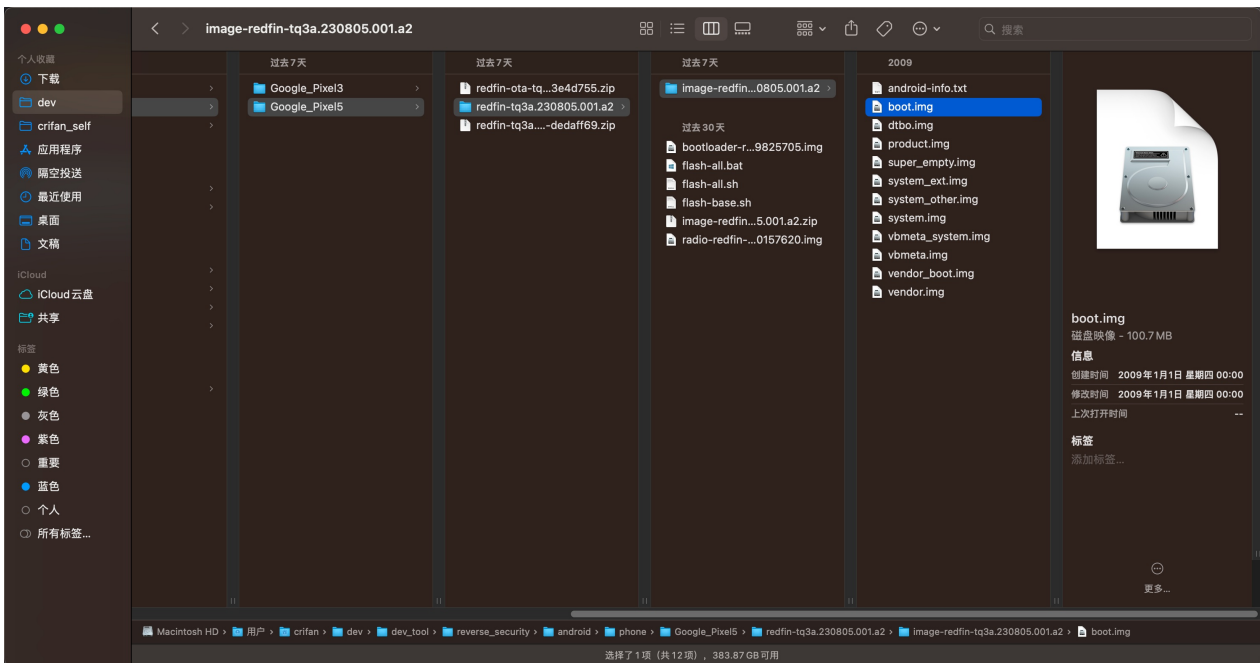 image-redfin-tq3a.230805.001.a2
搜索
个人收藏
下载
dev
crifan_self
应用程序
隔空投送
最近使用
桌面
文稿
iCloud
iCloud云盘
共享
标签
黄色
绿色
灰色
紫色
重要
蓝色
个人
所有标签...
过去7天
Google_Pixel3
Google_Pixel5
过去7天
redfin-ota-tq...3e4d755.zip
redfin-tq3a.230805.001.a2
redfin-tq3a....-dedaff69.zip
过去7天
image-redfin...0805.001.a2
过去30天
bootloader-r...9825705.img
flash-all.bat
flash-all.sh
flash-base.sh
image-redfin...5.001.a2.zip
radio-redfin-...0157620.img
2009
android-info.txt
boot.img
dtbo.img
product.img
super_empty.img
system_ext.img
system_other.img
system.img
vbmeta_system.img
vbmeta.img
vendor_boot.img
vendor.img
boot.img
磁盘映像 - 100.7 MB
信息
创建时间 2009年1月1日 星期四 00:00
修改时间 2009年1月1日 星期四 00:00
上次打开时间 --
标签
添加标签...
更多...
Macintosh HD › 用户 › crifan › dev › dev_tool › reverse_security › android › phone › Google_Pixel5 › redfin-tq3a.230805.001.a2 › image-redfin-tq3a.230805.001.a2 › boot.img
选择了1项（共12项），383.87 GB可用